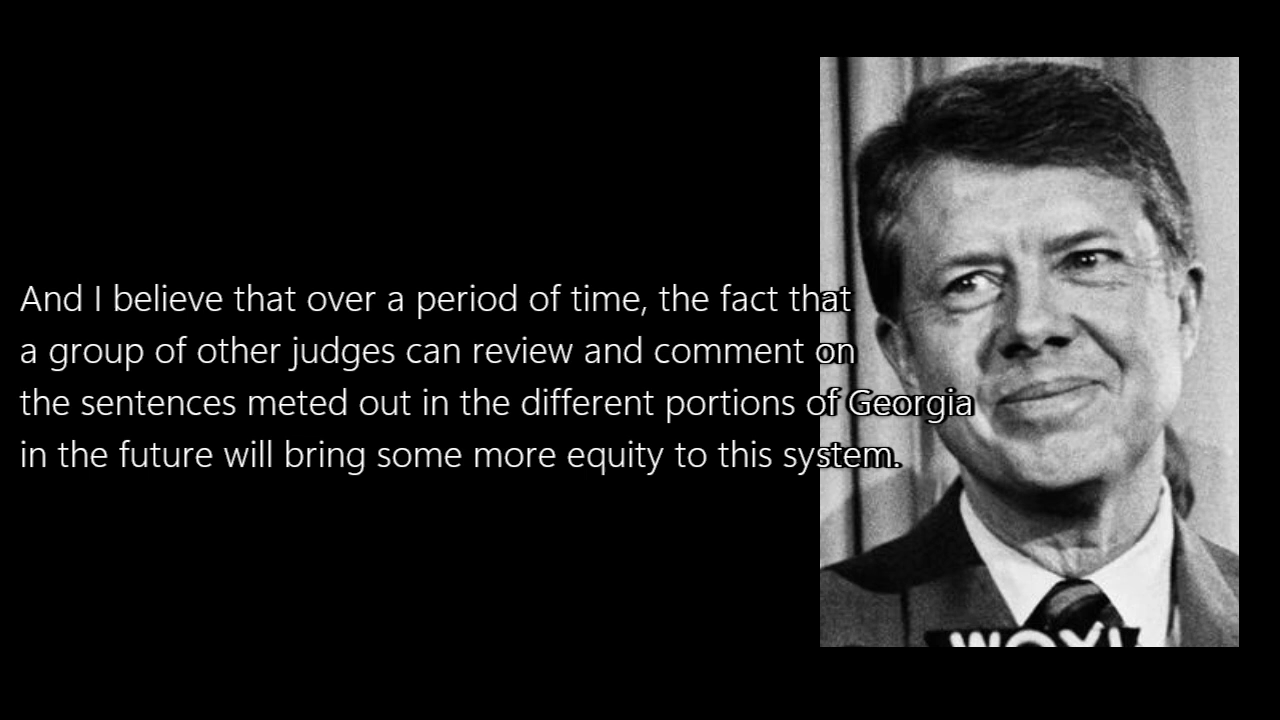 And I believe that over a period of time, the fact that
a group of other judges can review and comment on
the sentences meted out in the different portions of Georgia
in the future will bring some more equity to this system.